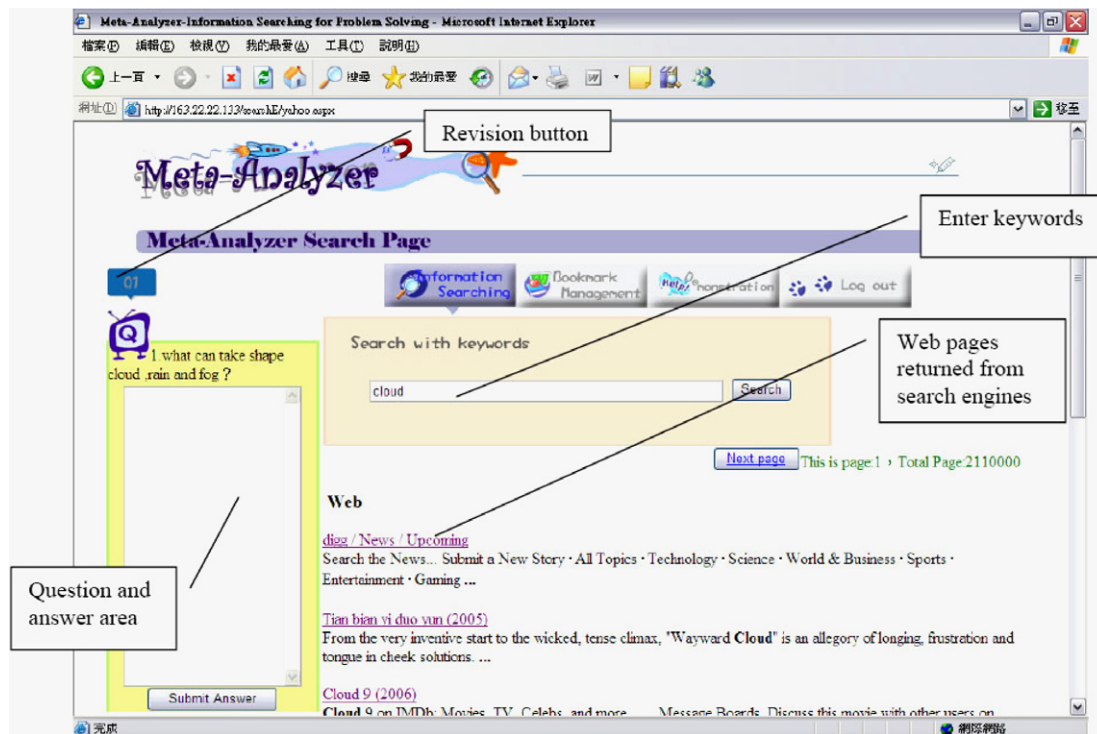 Meta-Analyzer-Information Searching for Problem Solving - Microsoft Internet Explorer
檔案(F) 編輯(E) 檢視(V) 我的最愛(A) 工具(T) 說明(H)
上一頁 搜尋 我的最愛
網址(D) http://163.22.22.133/searchE/yahoo.aspx 移至
Revision button
Meta-Analyzer
Enter keywords
Meta-Analyzer Search Page
01
Information Searching
Bookmark Management
Log out
Q
1.what can take shape
cloud ,rain and fog ?
Search with keywords
cloud Search
Web pages
returned from
search engines
Next page This is page:1 , Total Page:2110000
Web
digg / News / Upcoming
Search the News... Submit a New Story · All Topics · Technology · Science · World & Business · Sports ·
Entertainment · Gaming ...
Question and
answer area
Tian bian yi duo yun (2005)
From the very inventive start to the wicked, tense climax, "Wayward Cloud" is an allegory of longing, frustration and
tongue in cheek solutions. ...
Submit Answer
Cloud 9 (2006)
Cloud 9 on IMDb: Movies, TV, Celebs, and more... ... Message Boards. Discuss this movie with other users on
完成 網際網路